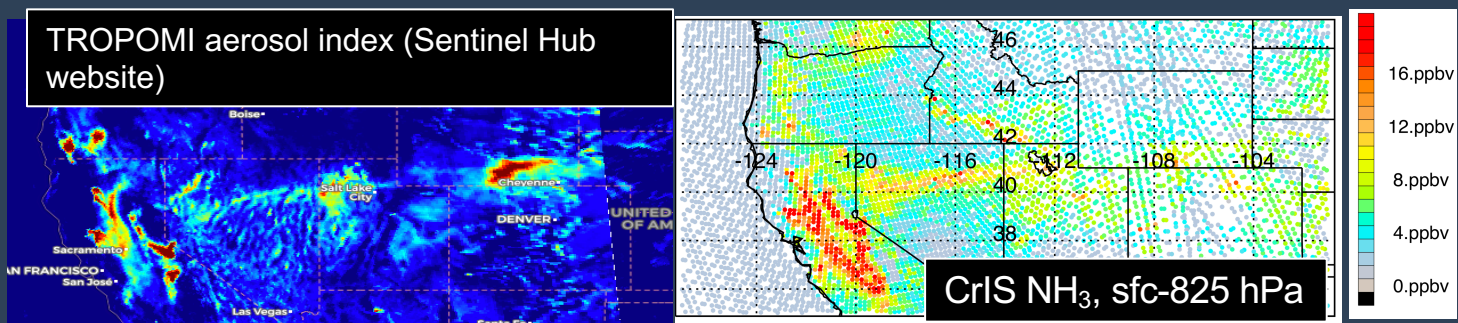 TROPOMI aerosol index (Sentinel Hub
website)
Boise
Salt Lake
City
Cheyenne
DENVER
UNITED
OF AM
Sacramento
AN FRANCISCO
San José
Las Vegas
46
44
42
-124
-120
-116
-112
-108
-104
40
38
CrIS NH₃, sfc-825 hPa
16.ppbv
12.ppbv
8.ppbv
4.ppbv
0.ppbv